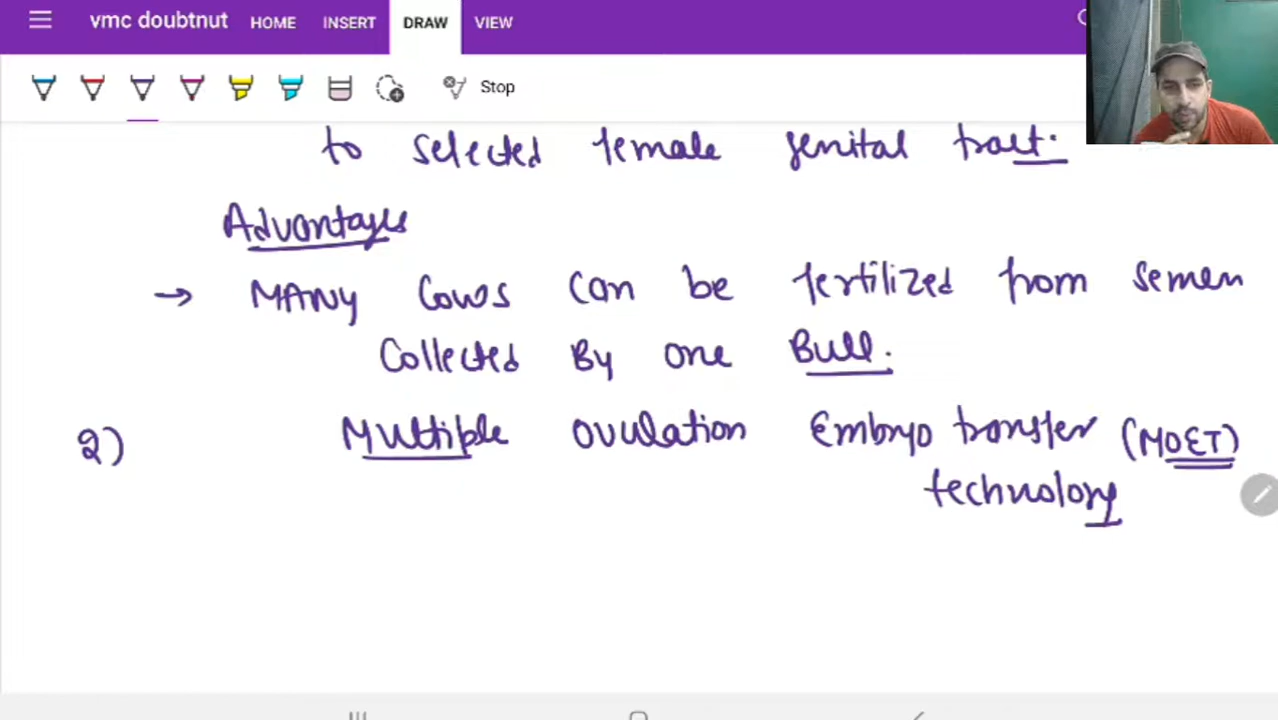 vmc doubtnut HOME INSERT DRAW VIEW
Stop
to selected female genital tract.
Advantages
→ MANY Cows can be fertilized from semen
Collected By one Bull.
2) Multiple ovulation Embryo transfer (MOET)
technology